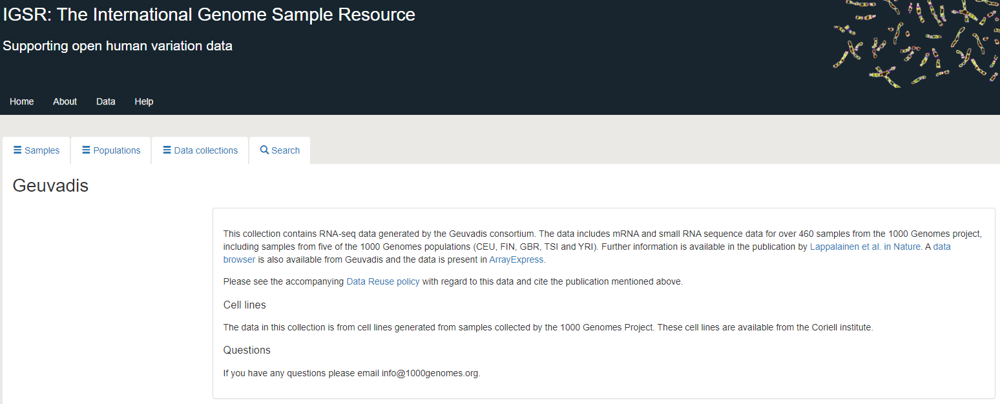 IGSR: The International Genome Sample Resource
Supporting open human variation data
Home About Data Help
Samples Populations Data collections Search
Geuvadis
This collection contains RNA-seq data generated by the Geuvadis consortium. The data includes mRNA and small RNA sequence data for over 460 samples from the 1000 Genomes project,
including samples from five of the 1000 Genomes populations (CEU, FIN, GBR, TSI and YRI). Further information is available in the publication by Lappalainen et al. in Nature. A data
browser is also available from Geuvadis and the data is present in ArrayExpress.
Please see the accompanying Data Reuse policy with regard to this data and cite the publication mentioned above.
Cell lines
The data in this collection is from cell lines generated from samples collected by the 1000 Genomes Project. These cell lines are available from the Coriell institute.
Questions
If you have any questions please email info@1000genomes.org.